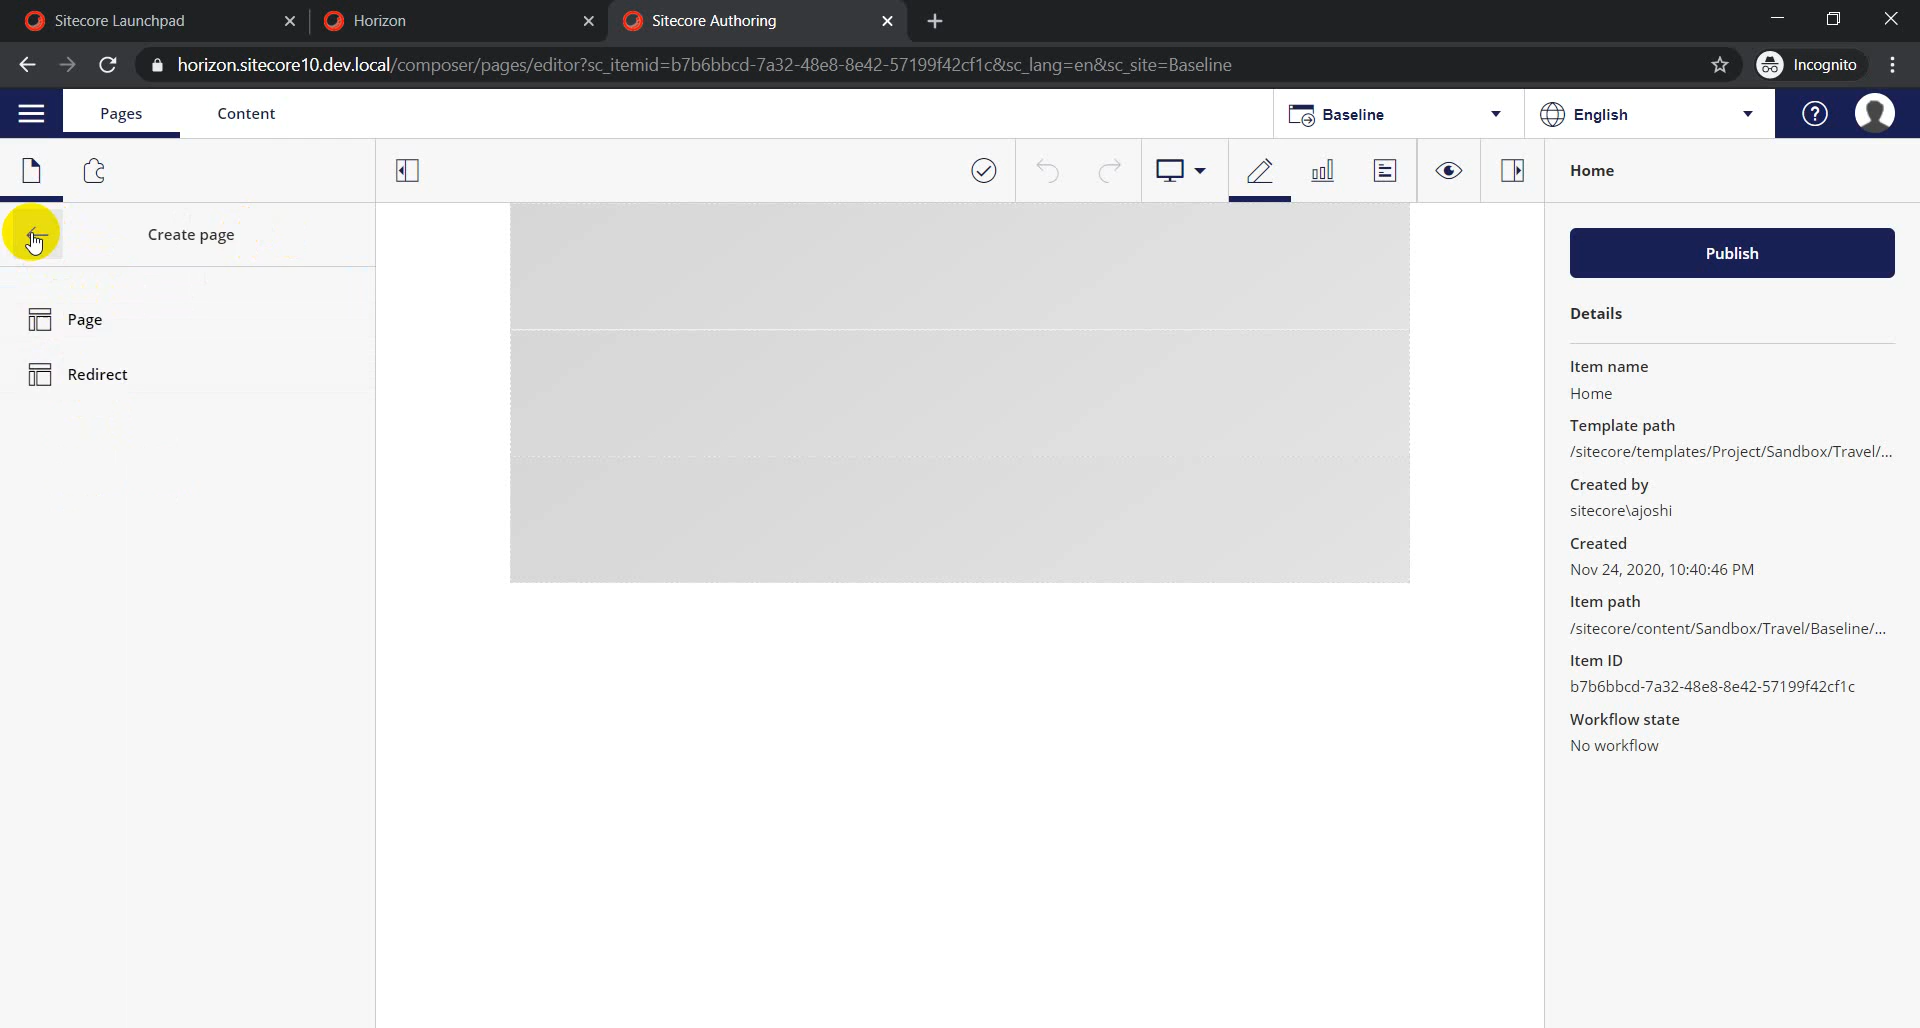 Sitecore Launchpad
Horizon
Sitecore Authoring
horizon.sitecore10.dev.local/composer/pages/editor?sc_itemid=b7b6bbcd-7a32-48e8-8e42-57199f42cf1c&sc_lang=en&sc_site=Baseline
Incognito
Pages
Content
Baseline
English
Home
Create page
Page
Redirect
Publish
Details
Item name
Home
Template path
/sitecore/templates/Project/Sandbox/Travel/...
Created by
sitecore\ajoshi
Created
Nov 24, 2020, 10:40:46 PM
Item path
/sitecore/content/Sandbox/Travel/Baseline/...
Item ID
b7b6bbcd-7a32-48e8-8e42-57199f42cf1c
Workflow state
No workflow